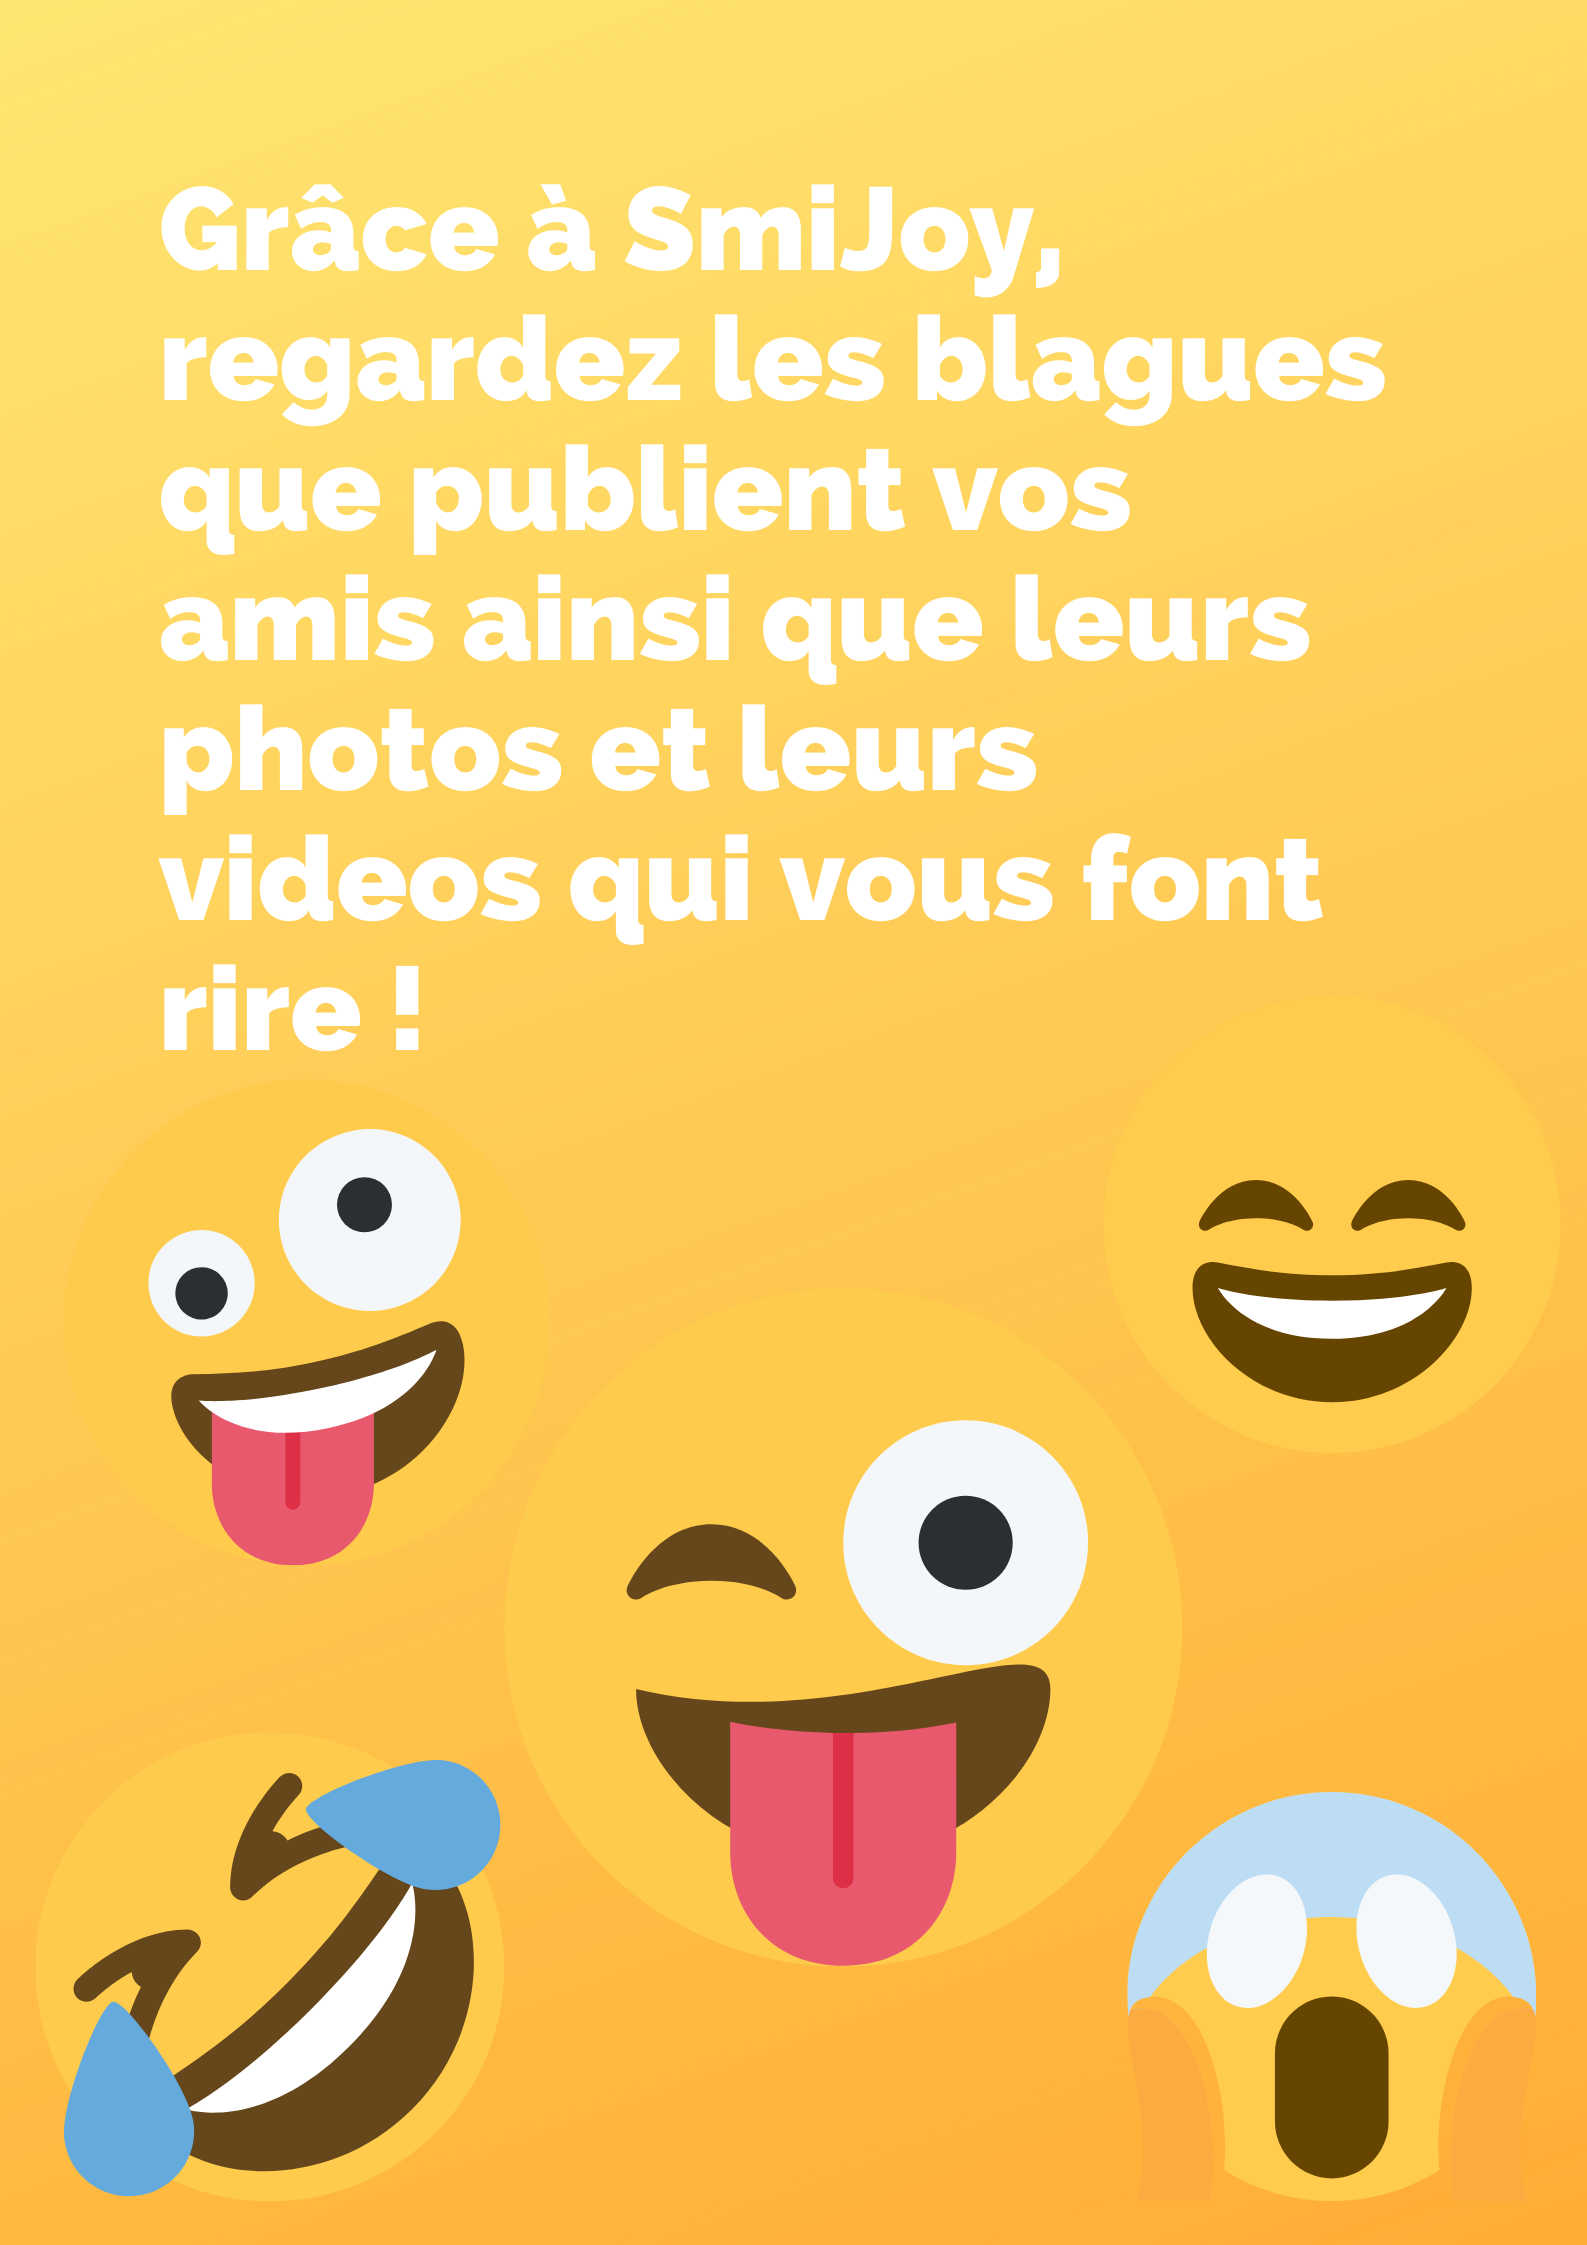 Grâce à SmiJoy,
regardez les blagues
que publient vos
amis ainsi que leurs
photos et leurs
videos qui vous font
rire !